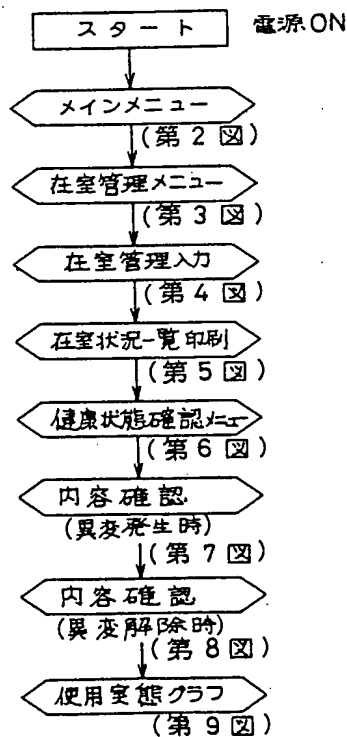 スタート 電源ON
メインメニュー
(第2図)
在室管理メニュー
(第3図)
在室管理入力
(第4図)
在室状況一覧印刷
(第5図)
健康状態確認メニュー
(第6図)
内容確認
(異変発生時)
(第7図)
内容確認
(異変解除時)
(第8図)
使用実態グラフ
(第9図)